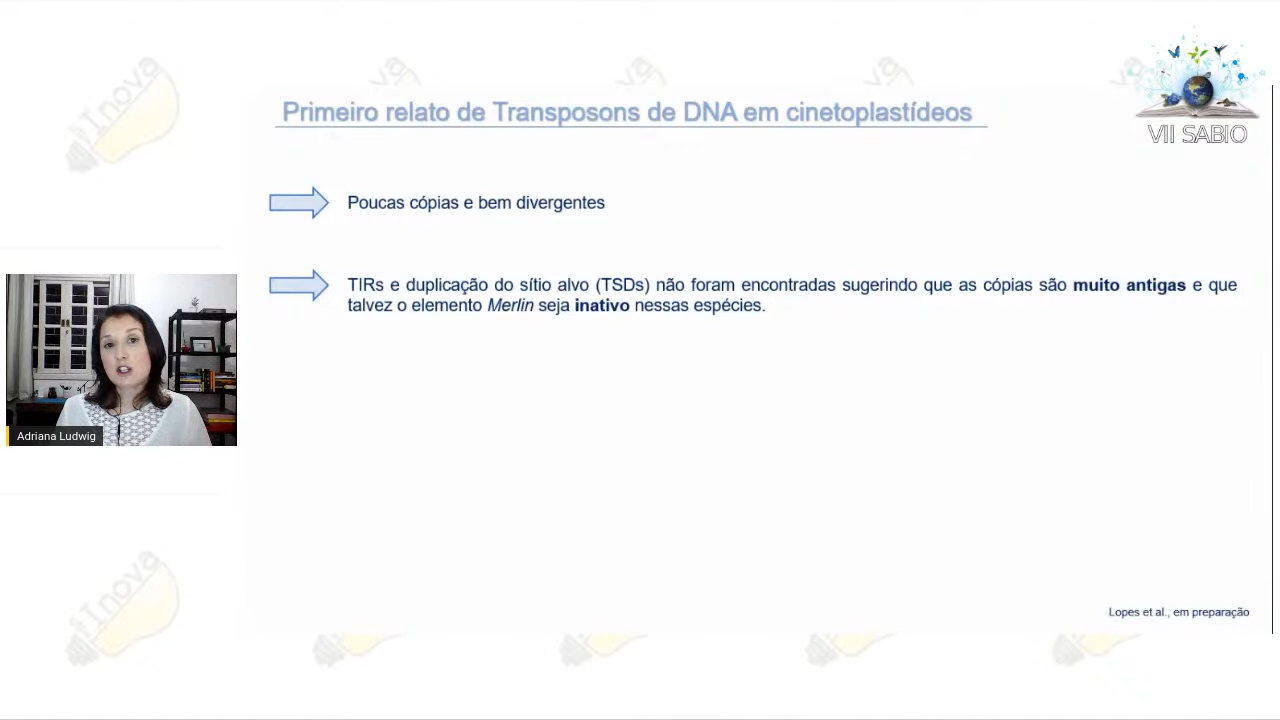 VII SABIO
Primeiro relato de Transposons de DNA em cinetoplastídeos
Poucas cópias e bem divergentes
TIRs e duplicação do sítio alvo (TSDs) não foram encontradas sugerindo que as cópias são muito antigas e que
talvez o elemento Merlin seja inativo nessas espécies.
Adriana Ludwig
Lopes et al., em preparação
Inova
Inova